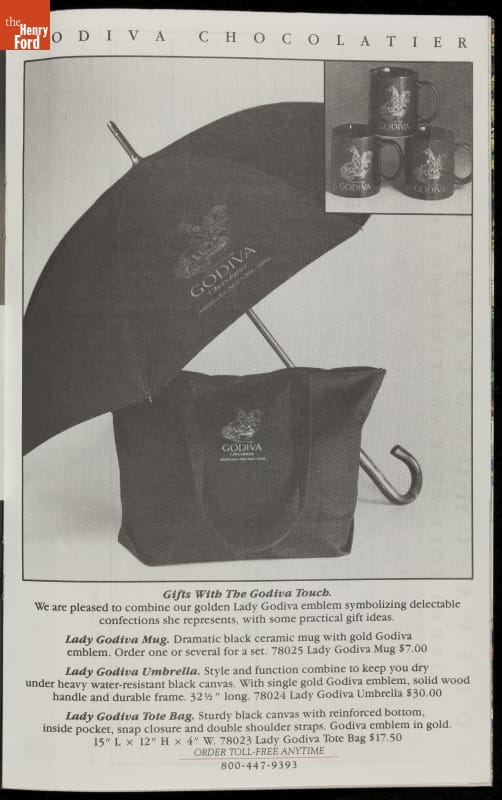 the
Henry
Ford
ODIVA CHOCOLATIER
GODIVA
GODIVA
GODIVA
GODIVA
Chocolatier
BRUXELLES NEW YORK PARIS
GODIVA
Chocolatier
Gifts With The Godiva Touch.
We are pleased to combine our golden Lady Godiva emblem symbolizing delectable
confections she represents, with some practical gift ideas.
Lady Godiva Mug. Dramatic black ceramic mug with gold Godiva
emblem. Order one or several for a set. 78025 Lady Godiva Mug $7.00
Lady Godiva Umbrella. Style and function combine to keep you dry
under heavy water-resistant black canvas. With single gold Godiva emblem, solid wood
handle and durable frame. 32½" long. 78024 Lady Godiva Umbrella $30.00
Lady Godiva Tote Bag. Sturdy black canvas with reinforced bottom,
inside pocket, snap closure and double shoulder straps. Godiva emblem in gold.
15" L × 12" H × 4" W. 78023 Lady Godiva Tote Bag $17.50
ORDER TOLL-FREE ANYTIME
800-447-9393